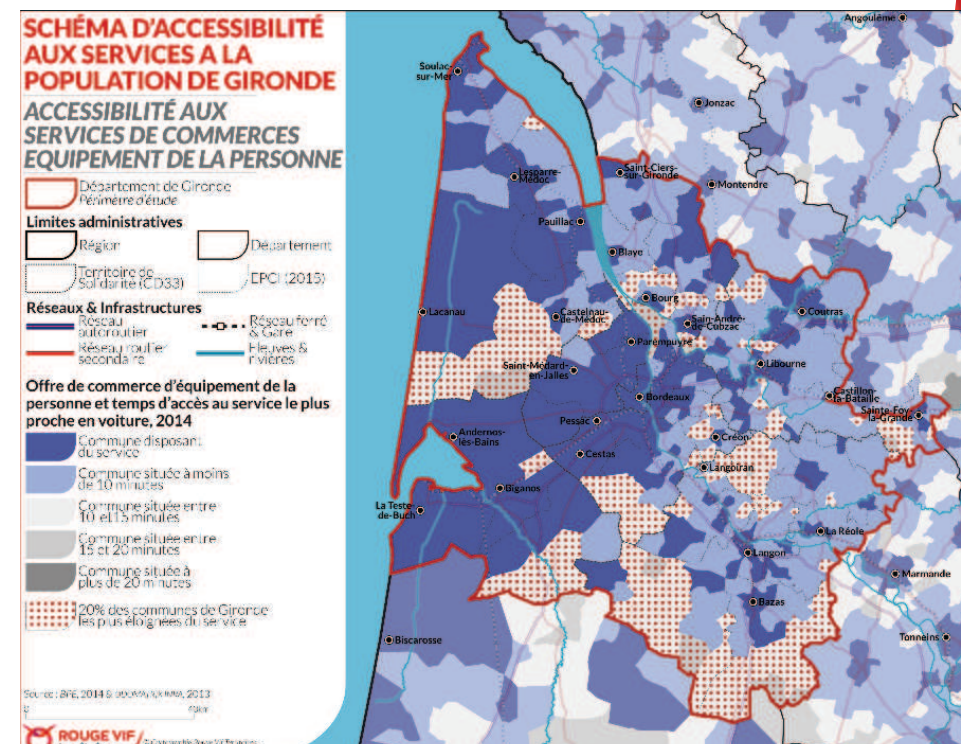 SCHÉMA D'ACCESSIBILITÉ
AUX SERVICES A LA
POPULATION DE GIRONDE
ACCESSIBILITÉ AUX
SERVICES DE COMMERCES
EQUIPEMENT DE LA PERSONNE
Département de Gironde
Périmètre d'étude
Limites administratives
Région
Département
Territoire de
Solidarité (CD33)
EPCI (2015)
Réseaux & Infrastructures
Réseau
autoroutier
Réseau ferré
& Gare
Réseau routier
secondaire
Fleuves &
rivières
Offre de commerce d'équipement de la
personne et temps d'accès au service le plus
proche en voiture, 2014
Commune disposant
du service
Commune située à moins
de 10 minutes
Commune située entre
10 et 15 minutes
Commune située entre
15 et 20 minutes
Commune située à
plus de 20 minutes
20% des communes de Gironde
les plus éloignées du service
Source : BPE, 2014 &
2013
ROUGE VIF
Angoulême
Soulac-
sur-Mer
Jonzac
Lesparre-
Médoc
Saint-Ciers-
sur-Gironde
Montendre
Pauillac
Blaye
Bourg
Lacanau
Castelnau-
de-Médoc
Sain-André-
de-Cubzac
Coutras
Parempuyre
Saint-Médard-
en-Jalles
Libourne
Bordeaux
Castillon-
la-Bataille
Sainte-Foy-
la-Grande
Pessac
Andernos-
lès-Bains
Créon
Cestas
Langoiran
Biganos
La Teste
de-Buch
La Réole
Langon
Marmande
Bazas
Biscarosse
Tonneins